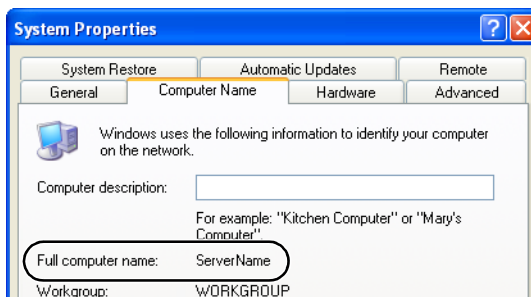 System Properties
System Restore Automatic Updates Remote
General Computer Name Hardware Advanced
Windows uses the following information to identify your computer
on the network.
Computer description:
For example: "Kitchen Computer" or "Mary's
Computer".
Full computer name: ServerName
Workgroup: WORKGROUP